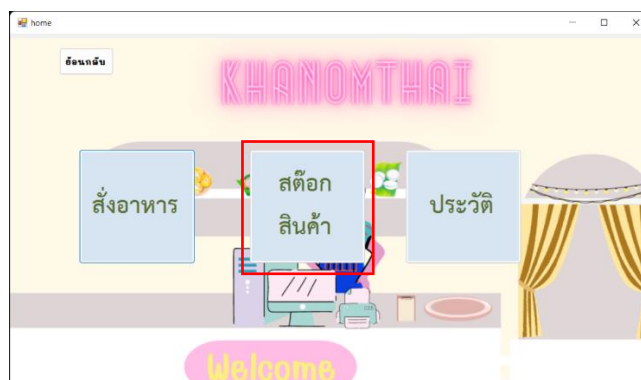 home
ย้อนกลับ
KHANOMTHAI
สั่งอาหาร
สต๊อก
สินค้า
ประวัติ
Welcome